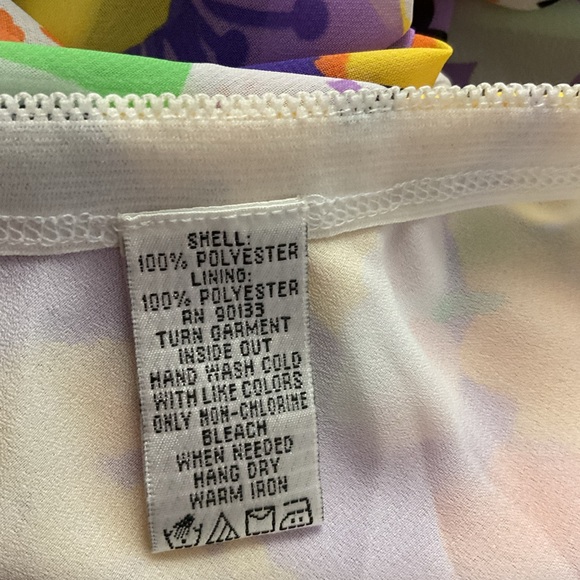 SHELL:
100% POLYESTER
LINING:
100% POLYESTER
RN 90133
TURN GARMENT
INSIDE OUT
HAND WASH COLD
WITH LIKE COLORS
ONLY NON-CHLORINE
BLEACH
WHEN NEEDED
HANG DRY
WARM IRON